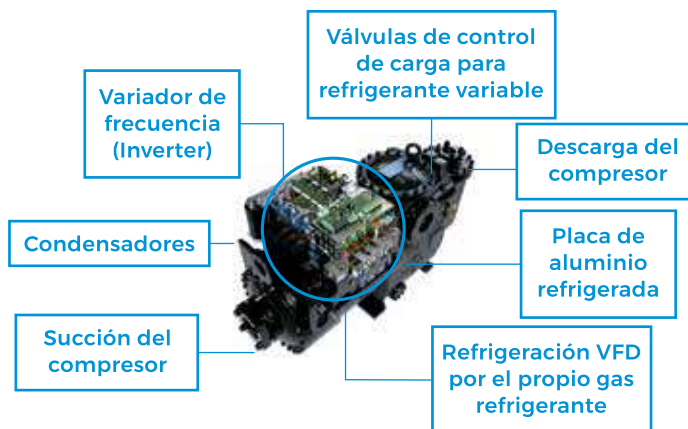 Válvulas de control
de carga para
refrigerante variable
Variador de
frecuencia
(Inverter)
Descarga del
compresor
Condensadores
Placa de
aluminio
refrigerada
Succión del
compresor
Refrigeración VFD
por el propio gas
refrigerante